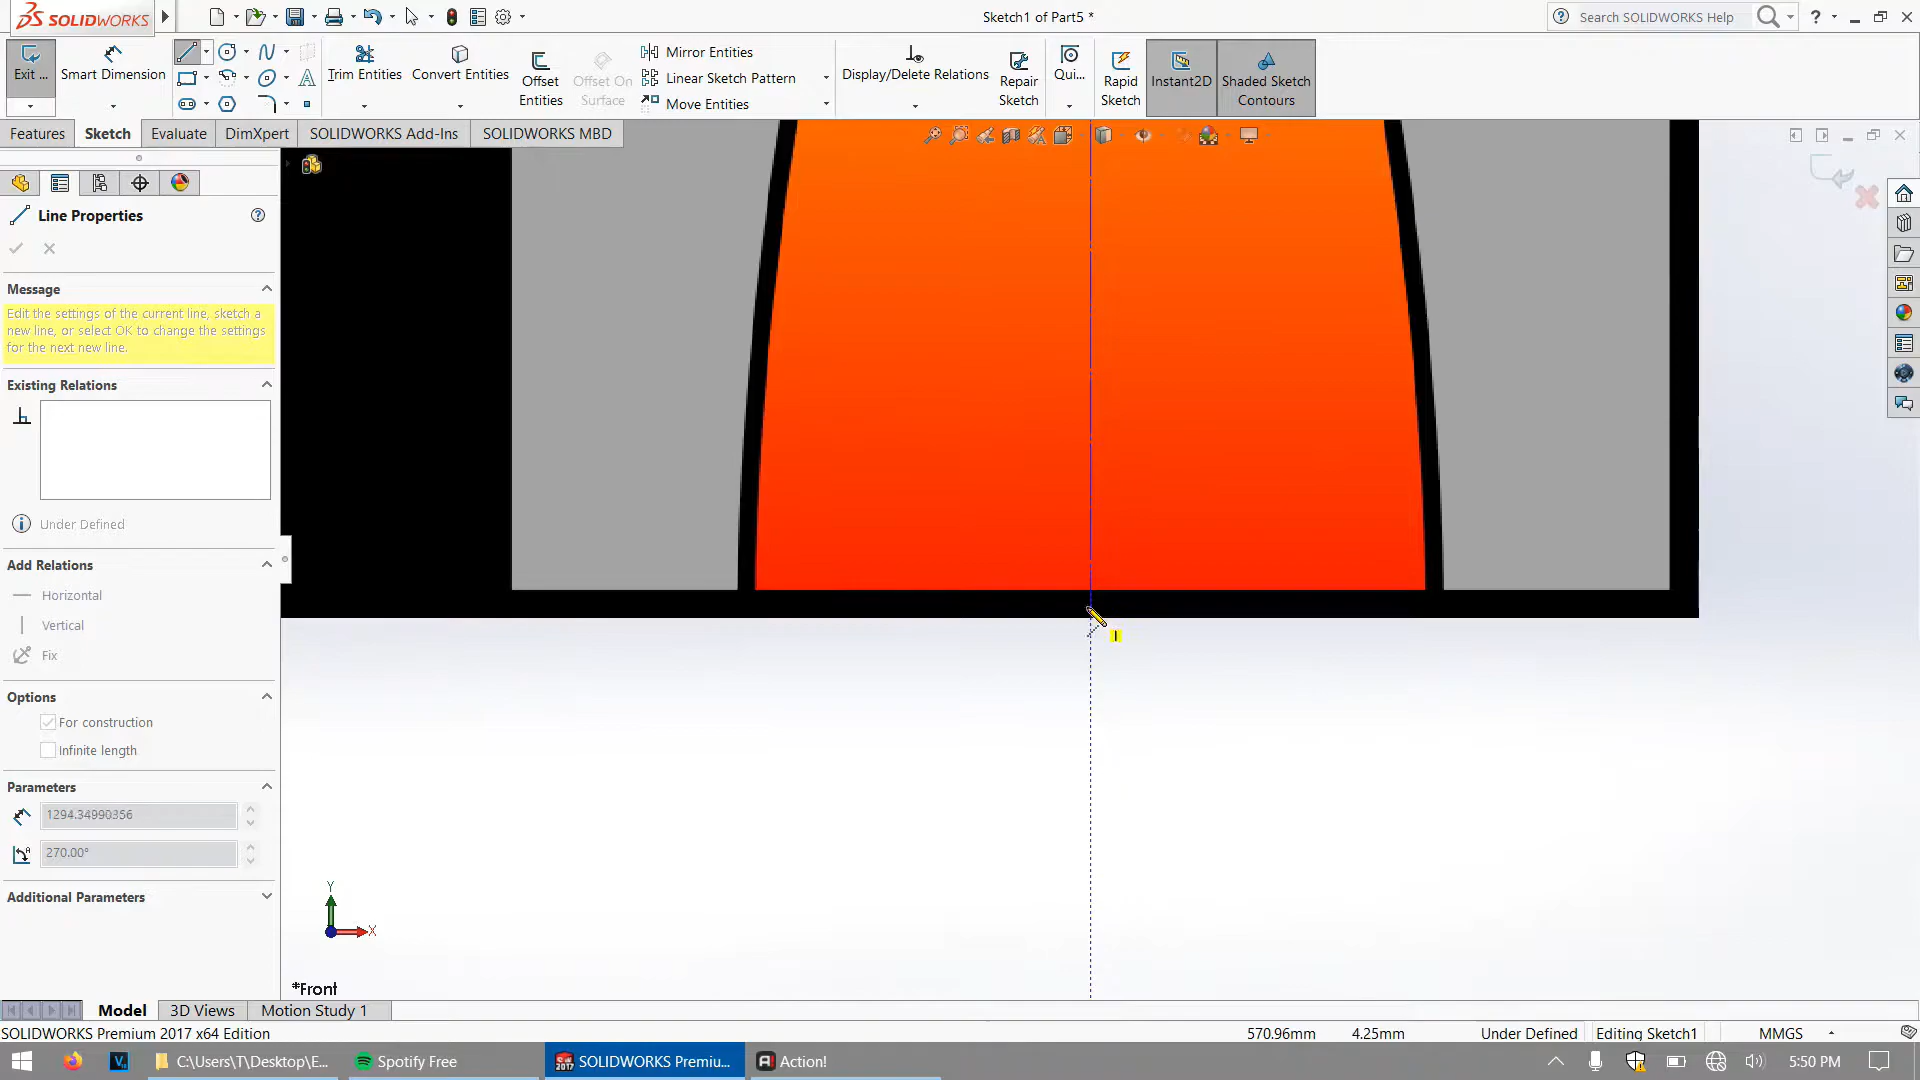 SOLIDWORKS
Sketch1 of Part5 *
Search SOLIDWORKS Help
Exit ...
Smart Dimension
Trim Entities
Convert Entities
Offset Entities
Offset On Surface
Mirror Entities
Linear Sketch Pattern
Move Entities
Display/Delete Relations
Repair Sketch
Qui...
Rapid Sketch
Instant2D
Shaded Sketch Contours
Features
Sketch
Evaluate
DimXpert
SOLIDWORKS Add-Ins
SOLIDWORKS MBD
Line Properties
Message
Edit the settings of the current line, sketch a
new line, or select OK to change the settings
for the next new line.
Existing Relations
Under Defined
Add Relations
Horizontal
Vertical
Fix
Options
For construction
Infinite length
Parameters
1294.34990356
270.00°
Additional Parameters
Y
X
*Front
Model
3D Views
Motion Study 1
SOLIDWORKS Premium 2017 x64 Edition
570.96mm
4.25mm
Under Defined
Editing Sketch1
MMGS
C:\Users\T\Desktop\E...
Spotify Free
SOLIDWORKS Premiu...
Action!
5:50 PM